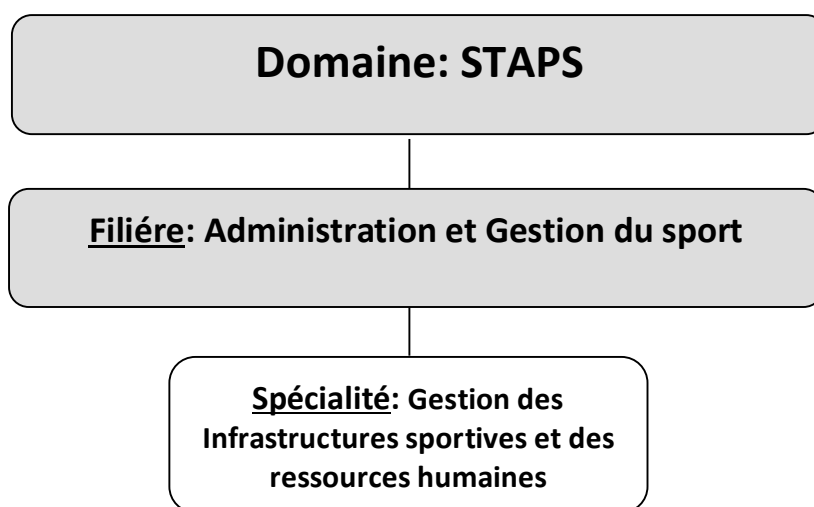 Domaine: STAPS
Filiére: Administration et Gestion du sport
Spécialité: Gestion des
Infrastructures sportives et des
ressources humaines